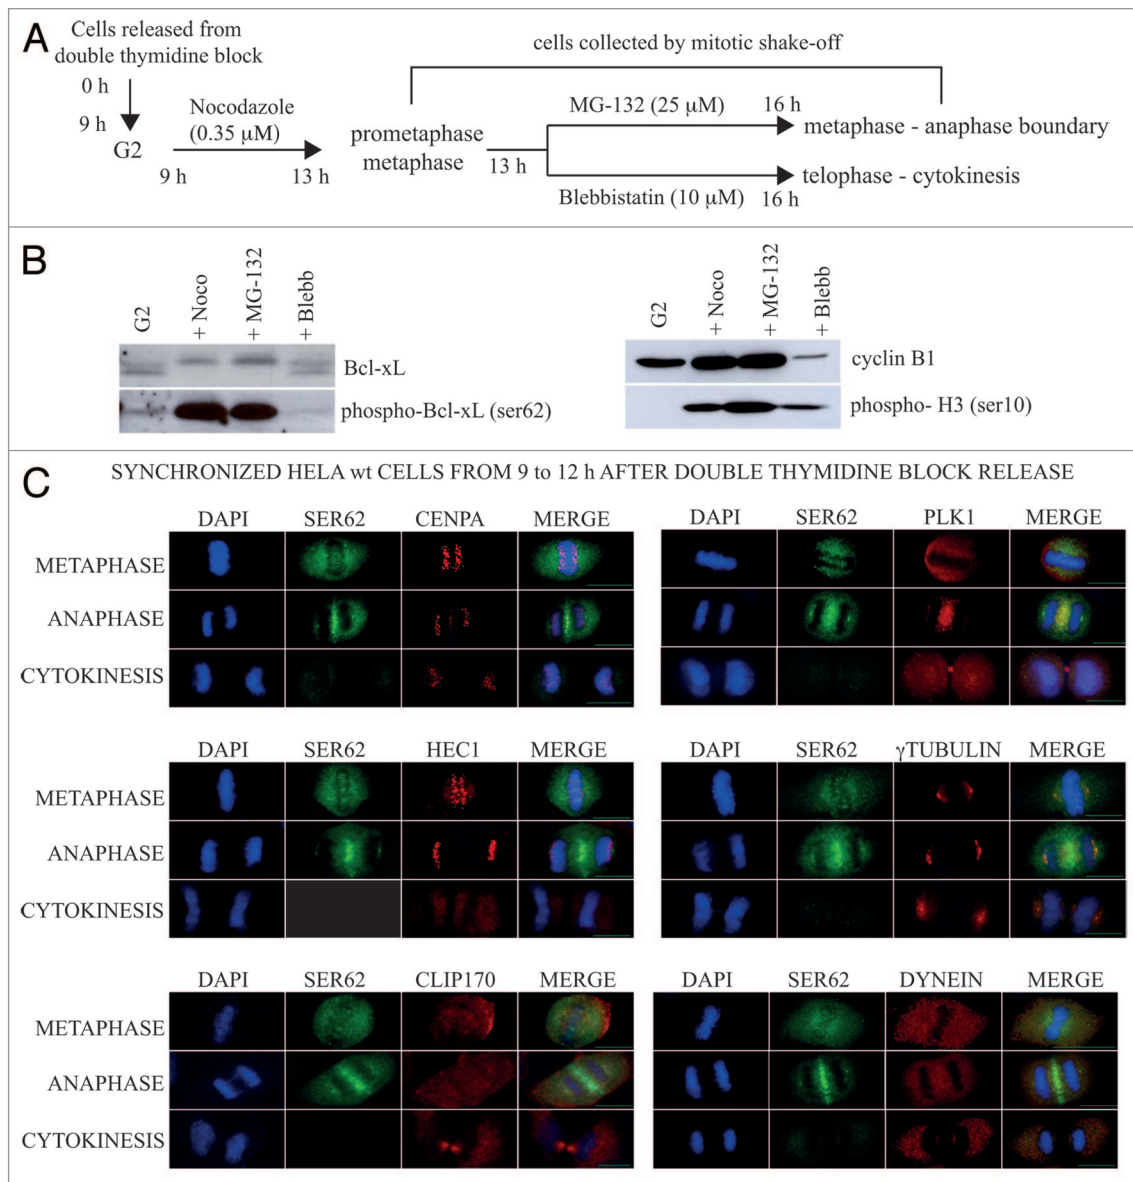 A
Cells released from
double thymidine block
0 h
9 h
G2
Nocodazole
(0.35 μM)
9 h
13 h
cells collected by mitotic shake-off
prometaphase
metaphase
13 h
MG-132 (25 μM)
16 h
metaphase - anaphase boundary
Blebbistatin (10 μM)
16 h
telophase - cytokinesis
B
G2
+ Noco
+ MG-132
+ Blebb
Bcl-xL
phospho-Bcl-xL (ser62)
G2
+ Noco
+ MG-132
+ Blebb
cyclin B1
phospho- H3 (ser10)
C
SYNCHRONIZED HELA wt CELLS FROM 9 to 12 h AFTER DOUBLE THYMIDINE BLOCK RELEASE
DAPI SER62 CENPA MERGE
DAPI SER62 PLK1 MERGE
METAPHASE
ANAPHASE
CYTOKINESIS
DAPI SER62 HEC1 MERGE
DAPI SER62 γTUBULIN MERGE
METAPHASE
ANAPHASE
CYTOKINESIS
DAPI SER62 CLIP170 MERGE
DAPI SER62 DYNEIN MERGE
METAPHASE
ANAPHASE
CYTOKINESIS